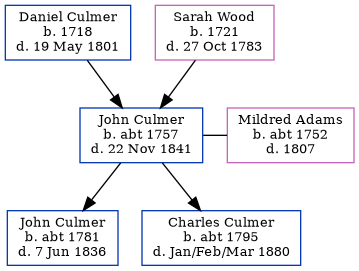 Daniel Culmer
b. 1718
d. 19 May 1801
Sarah Wood
b. 1721
d. 27 Oct 1783
John Culmer
b. abt 1757
d. 22 Nov 1841
Mildred Adams
b. abt 1752
d. 1807
John Culmer
b. abt 1781
d. 7 Jun 1836
Charles Culmer
b. abt 1795
d. Jan/Feb/Mar 1880